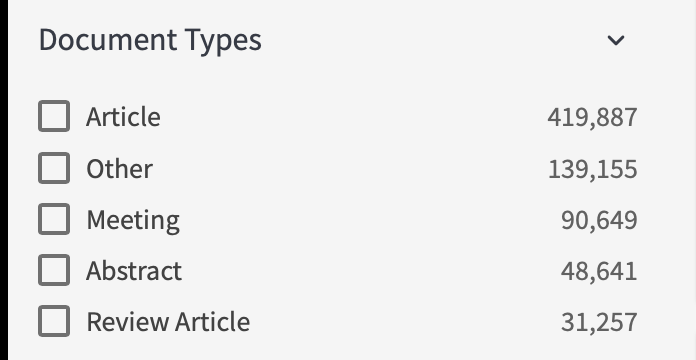 Document Types
Article 419,887
Other 139,155
Meeting 90,649
Abstract 48,641
Review Article 31,257